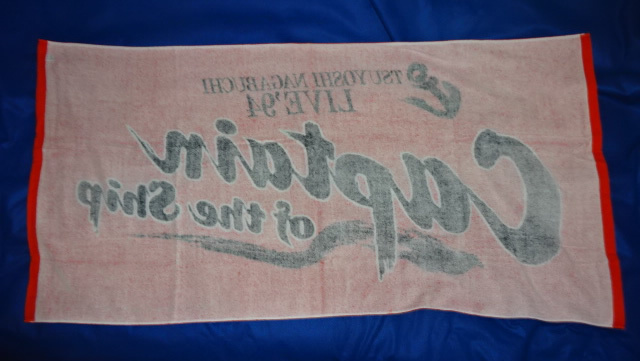 TSUYOSHI NAGABUCHI
LIVE'94
Captain
of the Ship